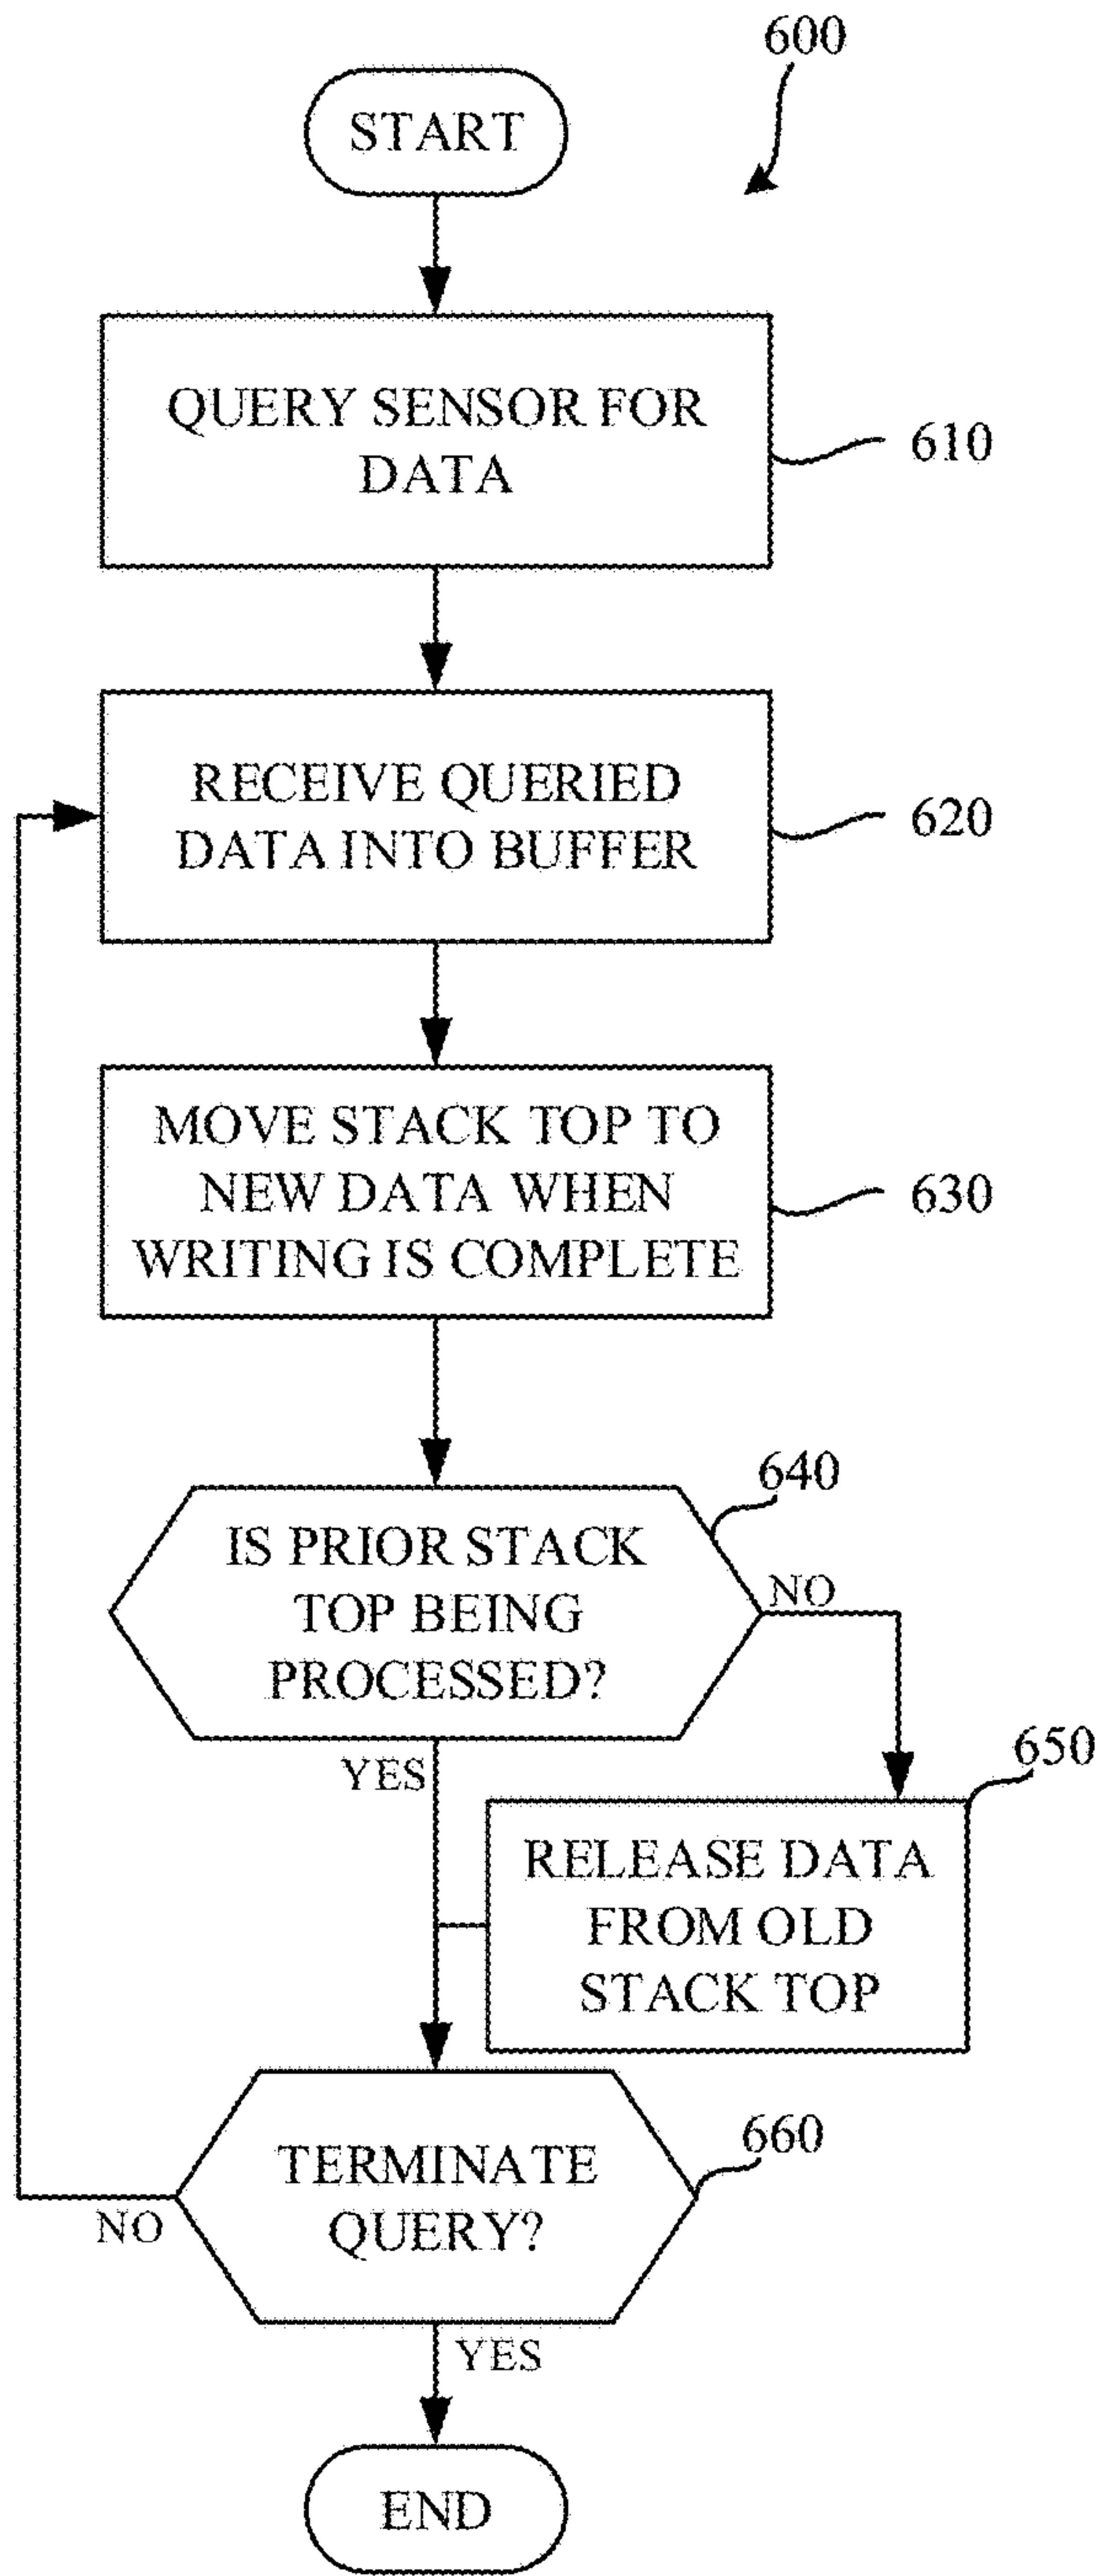 600
START
QUERY SENSOR FOR
DATA
610
RECEIVE QUERIED
DATA INTO BUFFER
620
MOVE STACK TOP TO
NEW DATA WHEN
WRITING IS COMPLETE
630
640
IS PRIOR STACK
TOP BEING
PROCESSED?
NO
YES
650
RELEASE DATA
FROM OLD
STACK TOP
660
TERMINATE
QUERY?
NO
YES
END